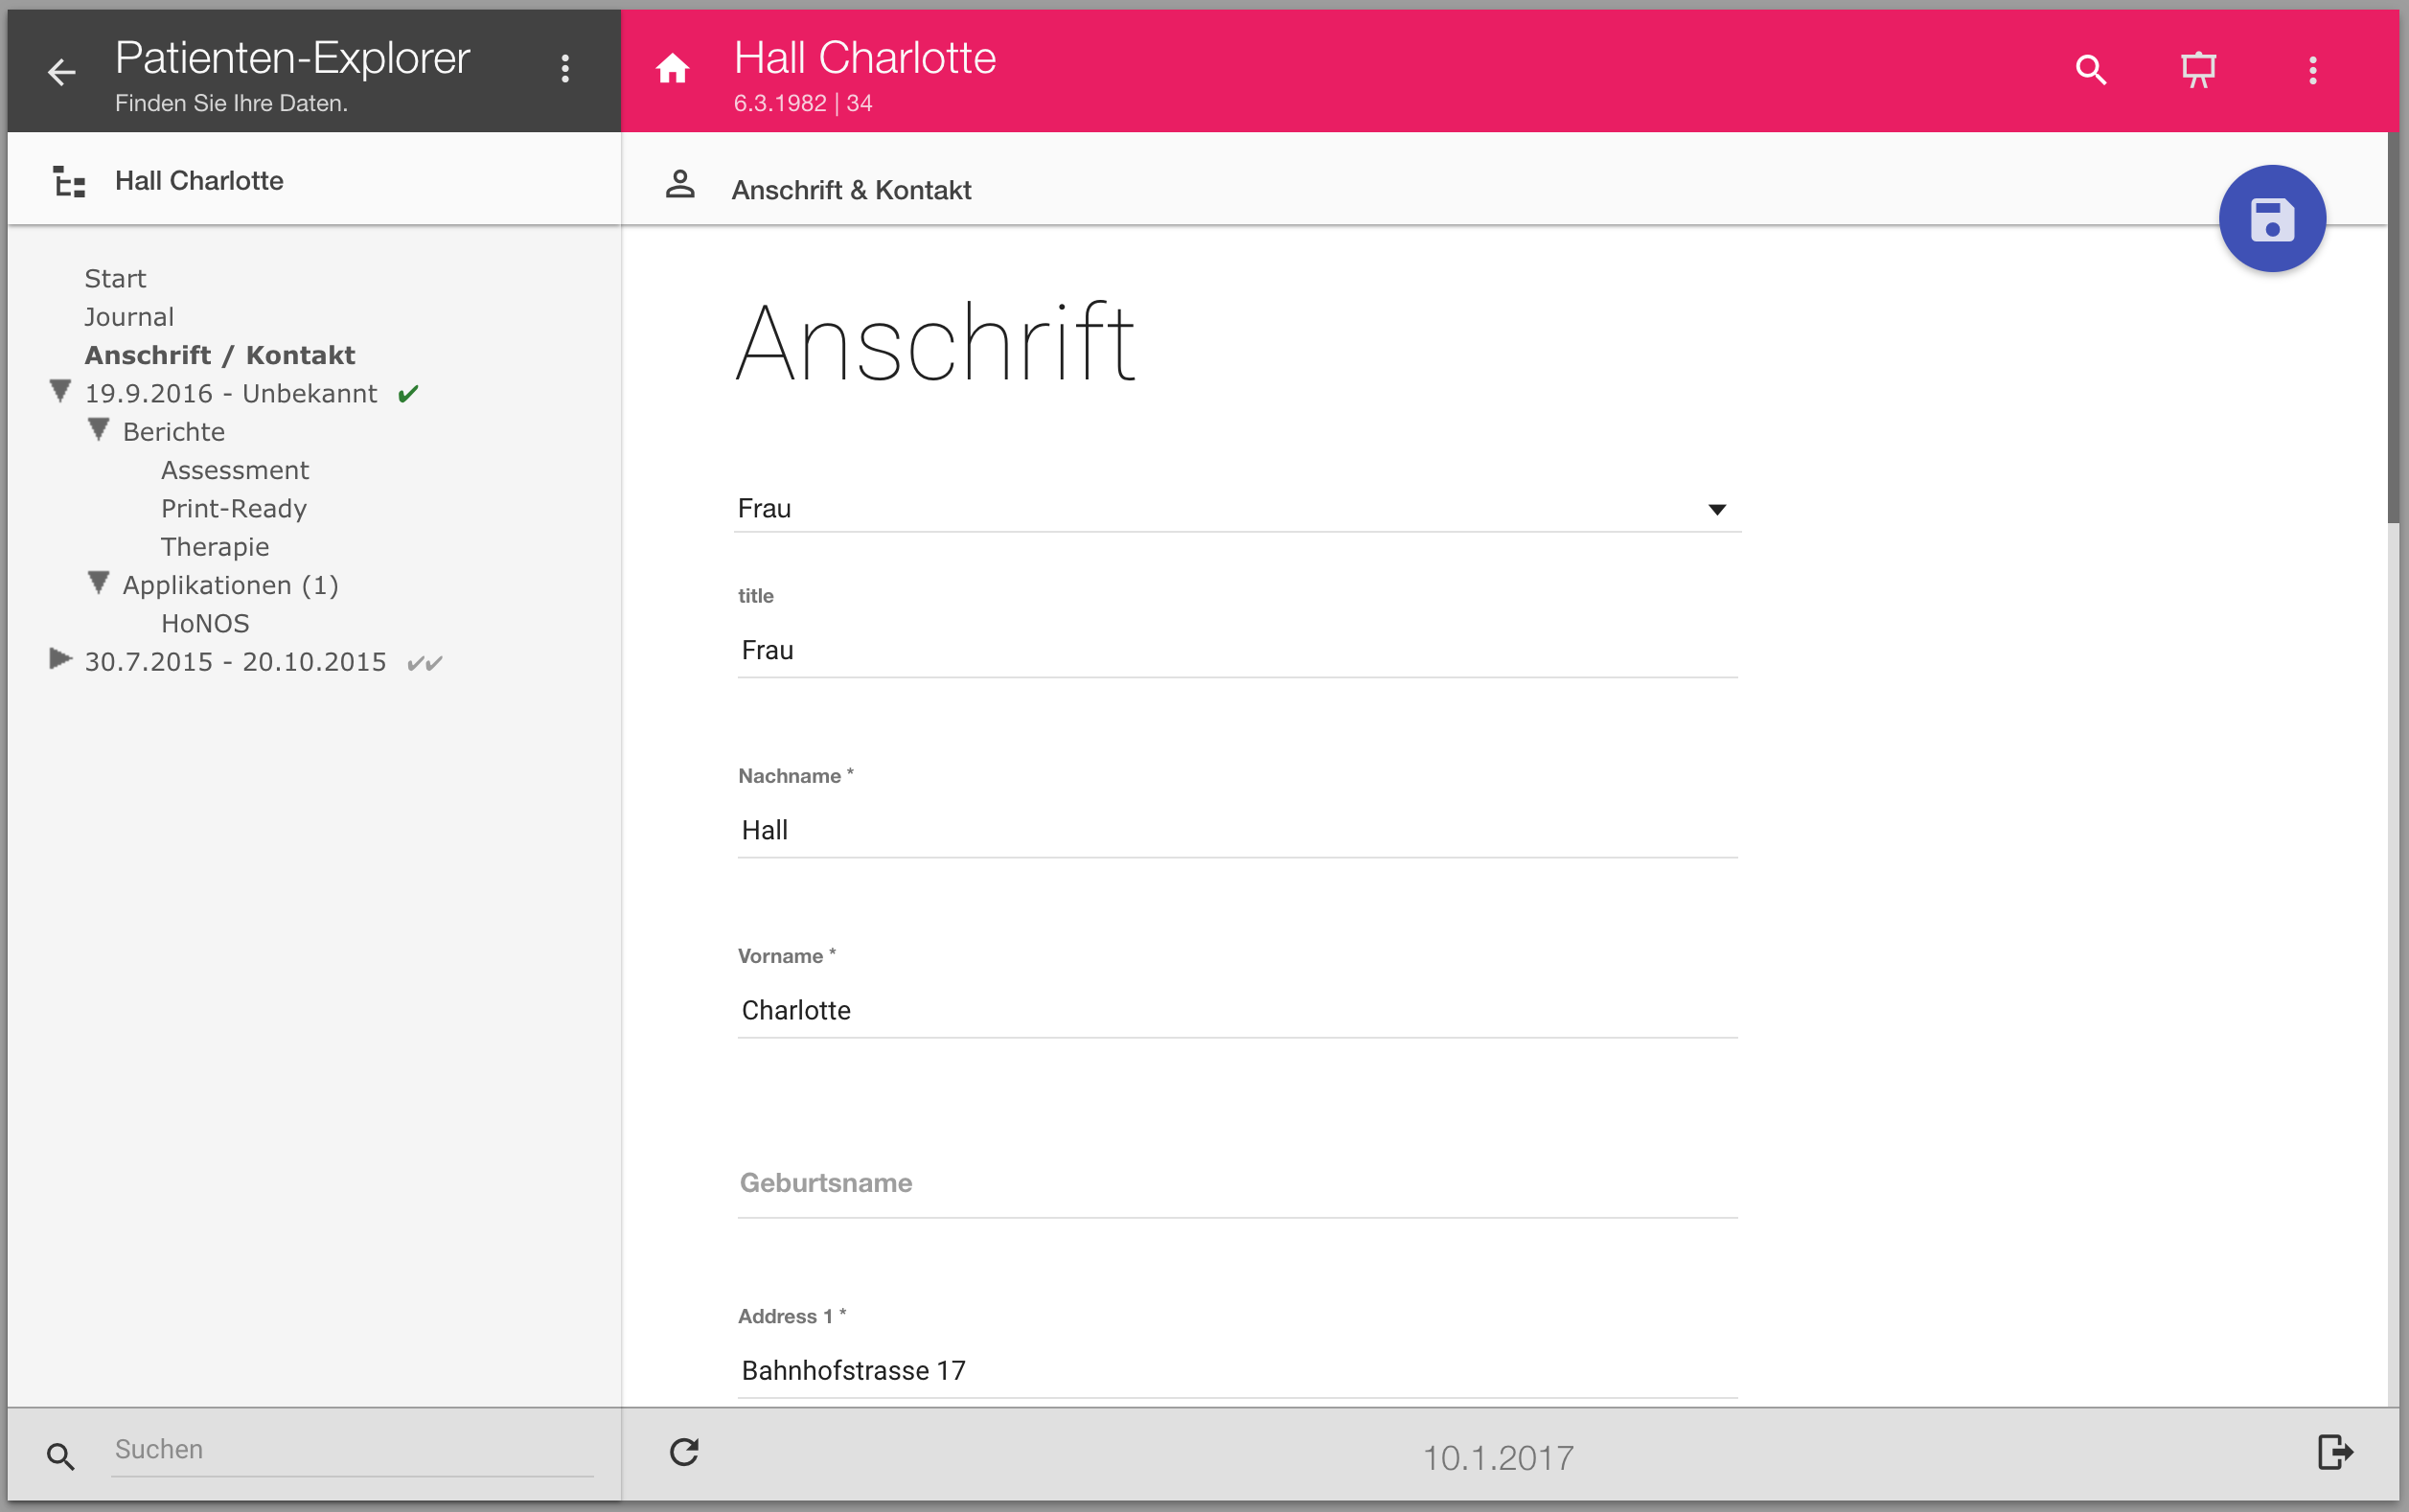 Patienten-Explorer
Finden Sie Ihre Daten.
Hall Charlotte
6.3.1982 | 34
Hall Charlotte
Anschrift & Kontakt
Start
Journal
Anschrift / Kontakt
19.9.2016 - Unbekannt ✔
Berichte
Assessment
Print-Ready
Therapie
Applikationen (1)
HoNOS
30.7.2015 - 20.10.2015 ✔✔
Anschrift
Frau
title
Frau
Nachname *
Hall
Vorname *
Charlotte
Geburtsname
Address 1 *
Bahnhofstrasse 17
Suchen
10.1.2017